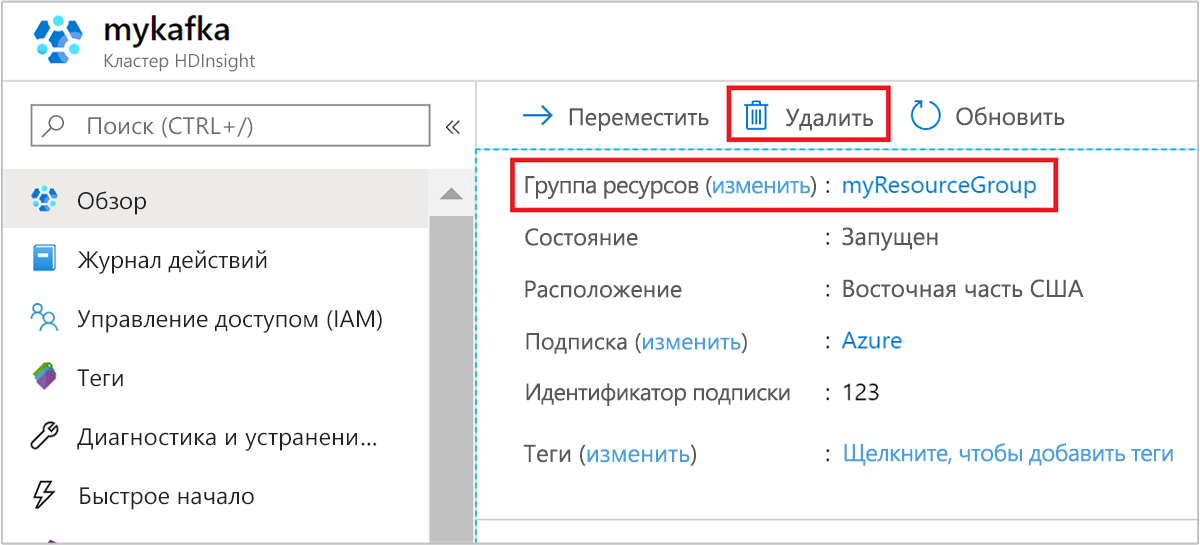 mykafka
Кластер HDInsight
Поиск (CTRL+/)
«
Обзор
Журнал действий
Управление доступом (IAM)
Теги
Диагностика и устранени...
Быстрое начало
Переместить Удалить Обновить
Группа ресурсов (изменить) : myResourceGroup
Состояние : Запущен
Расположение : Восточная часть США
Подписка (изменить) : Azure
Идентификатор подписки : 123
Теги (изменить) : Щелкните, чтобы добавить теги